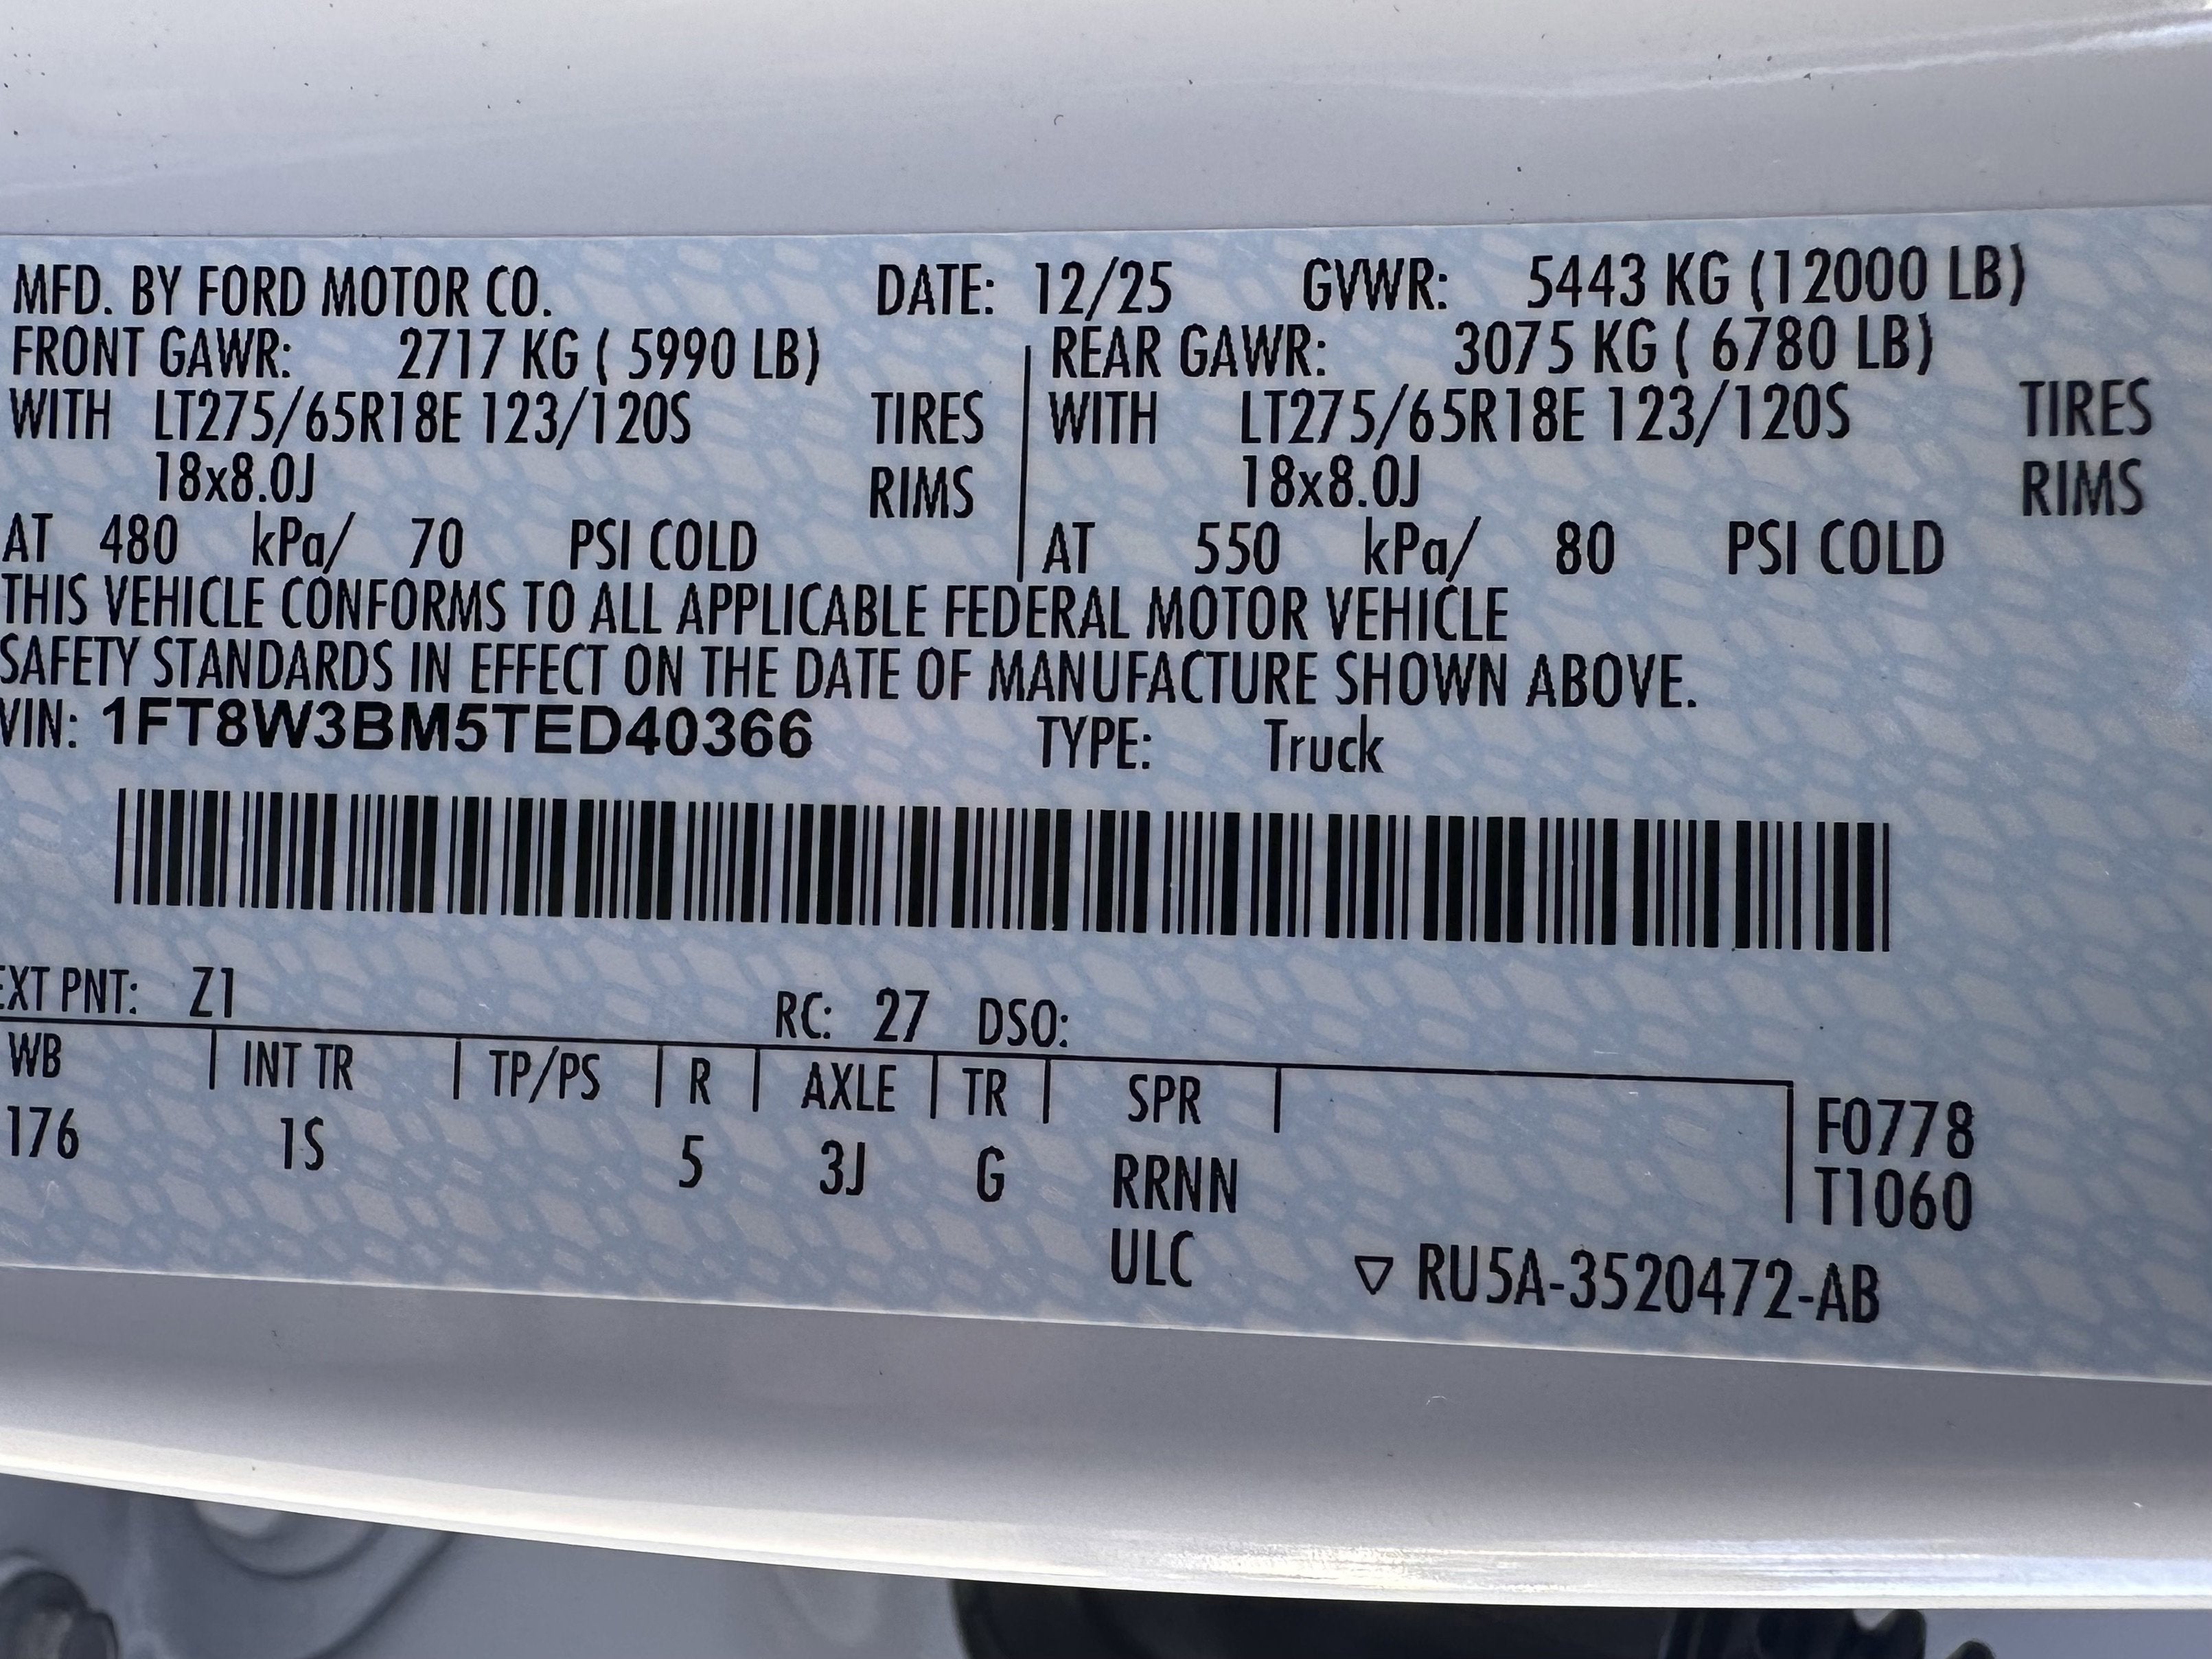 MFD. BY FORD MOTOR CO. DATE: 12/25 GVWR: 5443 KG (12000 LB)
FRONT GAWR: 2717 KG ( 5990 LB) REAR GAWR: 3075 KG ( 6780 LB)
WITH LT275/65R18E 123/120S TIRES WITH LT275/65R18E 123/120S TIRES
18x8.0J RIMS 18x8.0J RIMS
AT 480 kPa/ 70 PSI COLD AT 550 kPa/ 80 PSI COLD
THIS VEHICLE CONFORMS TO ALL APPLICABLE FEDERAL MOTOR VEHICLE
SAFETY STANDARDS IN EFFECT ON THE DATE OF MANUFACTURE SHOWN ABOVE.
VIN: 1FT8W3BM5TED40366 TYPE: Truck
EXT PNT: Z1 RC: 27 DSO:
WB INT TR TP/PS R AXLE TR SPR
176 1S 5 3J G RRNN
ULC
F0778
T1060
▽ RU5A-3520472-AB